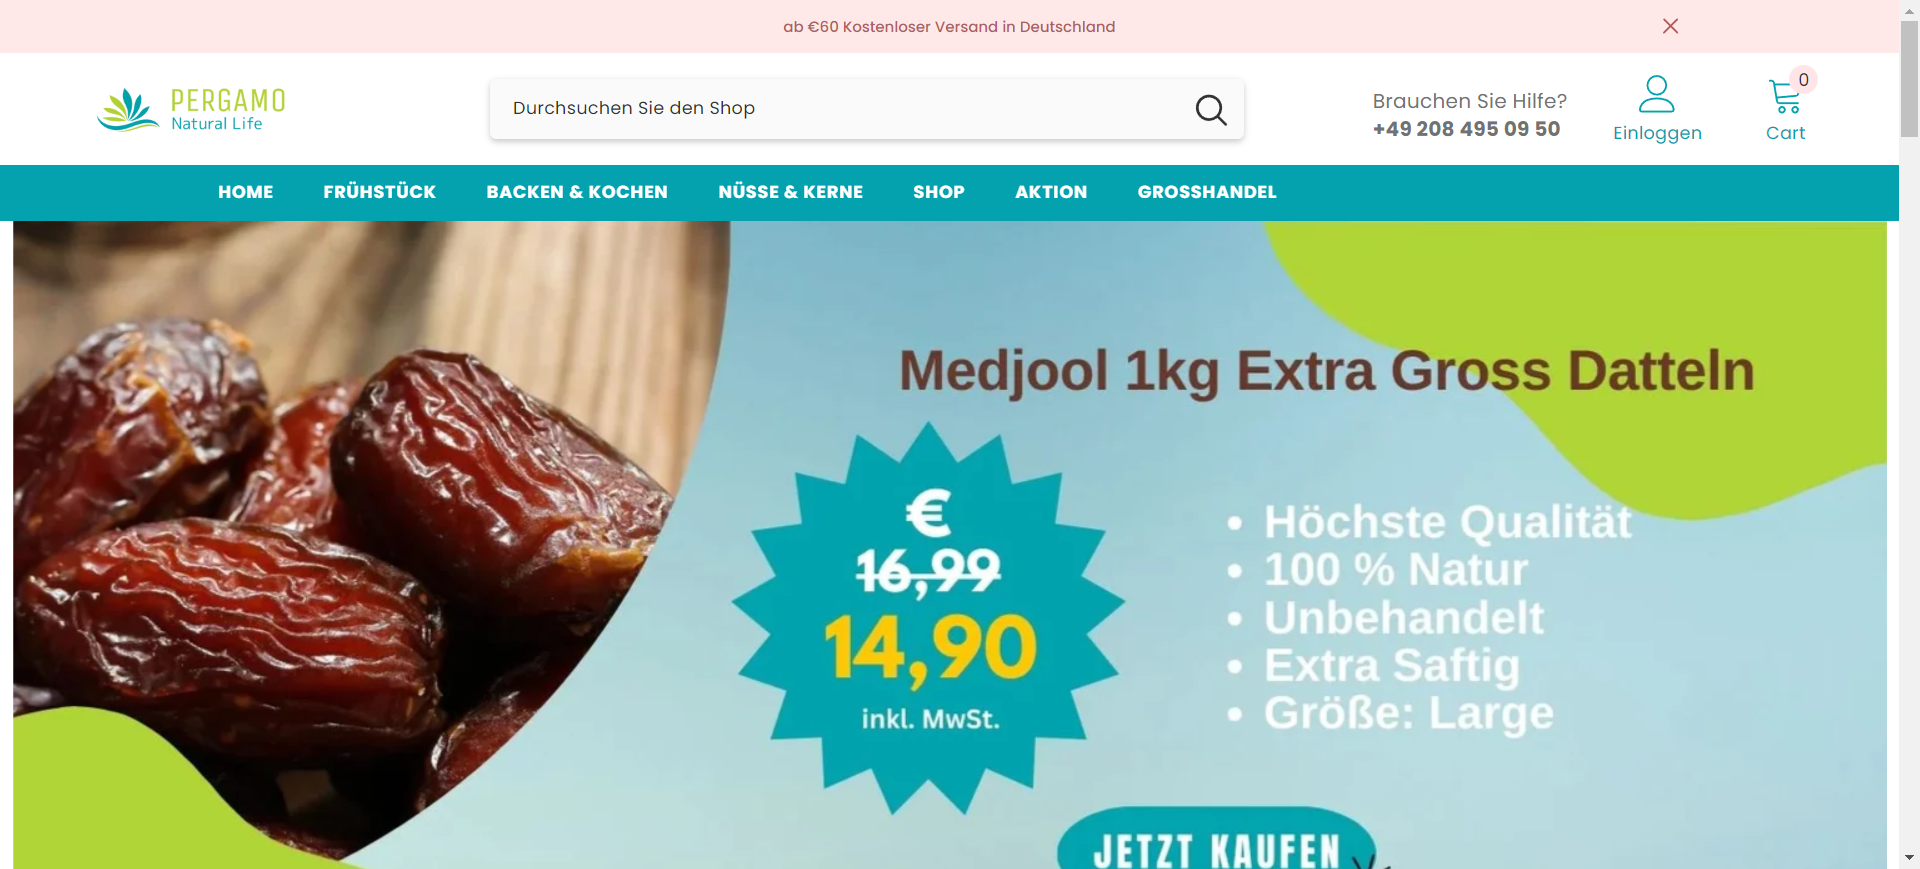 ab €60 Kostenloser Versand in Deutschland
PERGAMO
Natural Life
Durchsuchen Sie den Shop
Brauchen Sie Hilfe?
+49 208 495 09 50
Einloggen
0
Cart
HOME FRÜHSTÜCK BACKEN & KOCHEN NÜSSE & KERNE SHOP AKTION GROSSHANDEL
Medjool 1kg Extra Gross Datteln
€
16,99
14,90
inkl. MwSt.
• Höchste Qualität
• 100 % Natur
• Unbehandelt
• Extra Saftig
• Größe: Large
JETZT KAUFEN